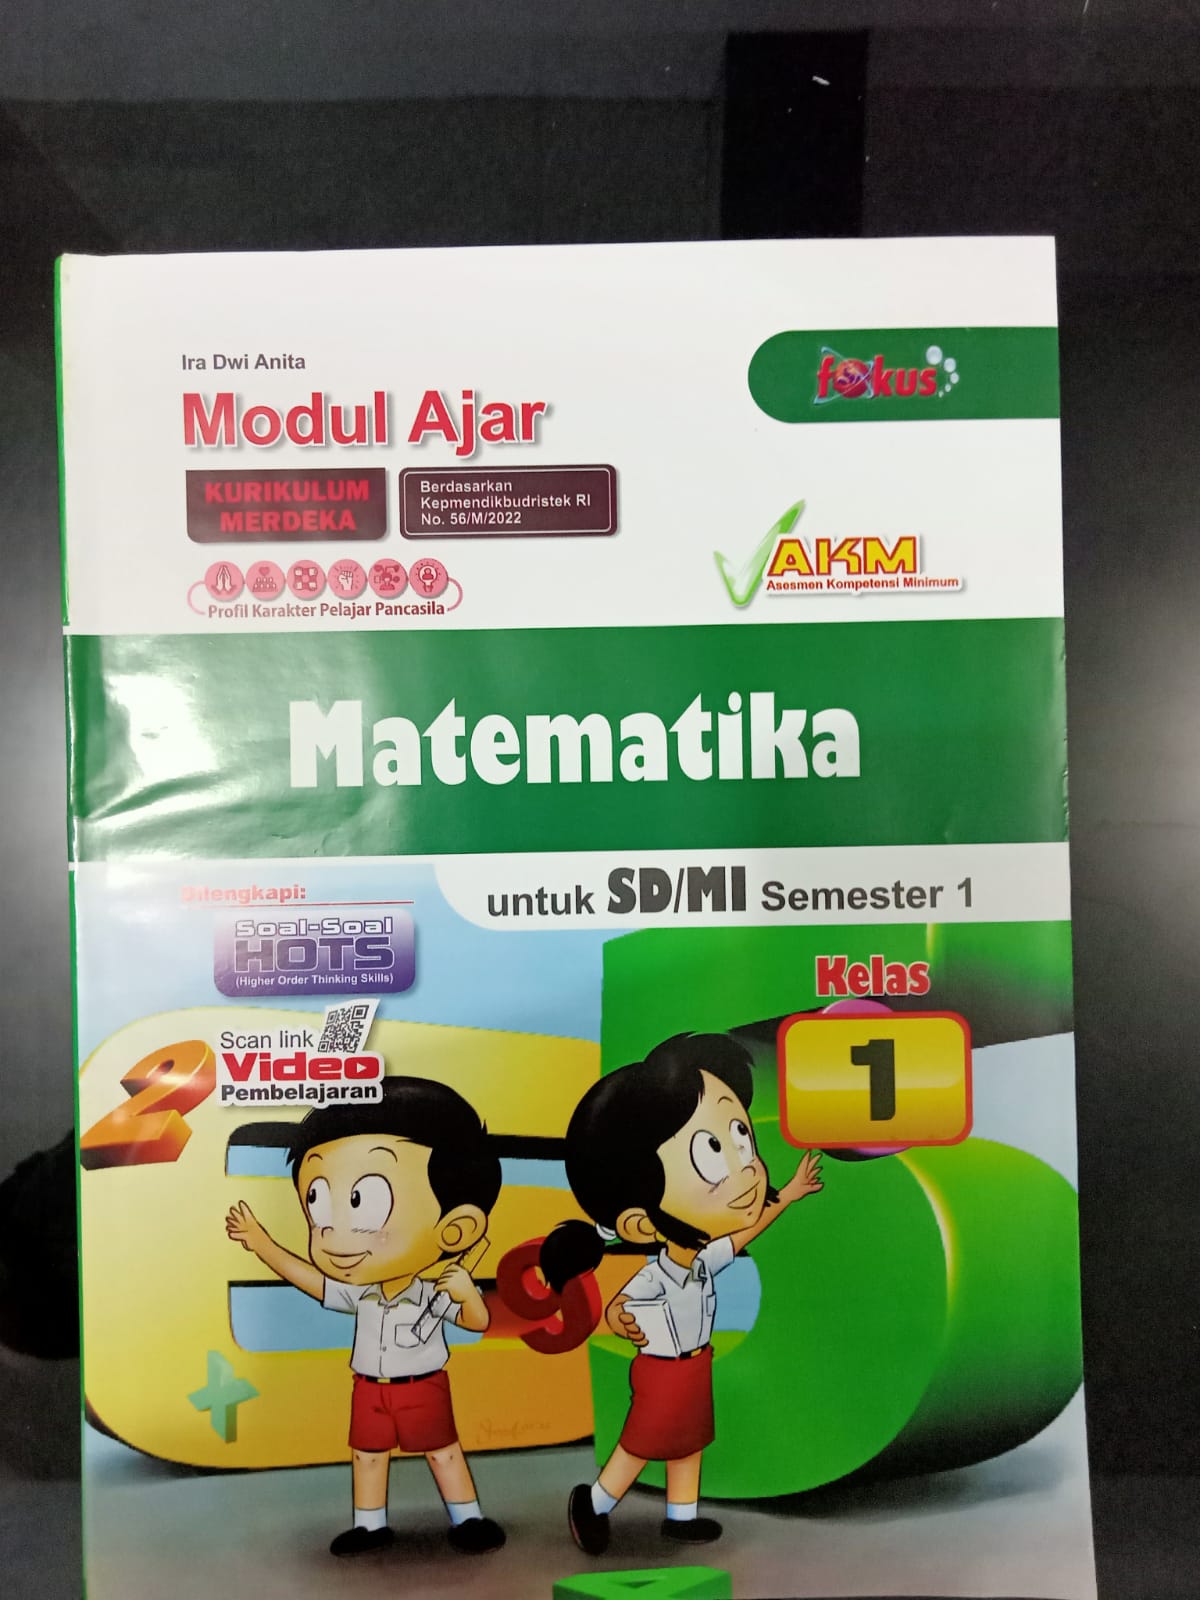 Ira Dwi Anita
Modul Ajar
fokus
KURIKULUM
MERDEKA
Berdasarkan
Kepmendikbudristek RI
No. 56/M/2022
AKM
Asesmen Kompetensi Minimum
Profil Karakter Pelajar Pancasila
Matematika
untuk SD/MI Semester 1
Dilengkapi:
Soal-Soal
HOTS
(Higher Order Thinking Skills)
Kelas
1
Scan link
Video
Pembelajaran
2
9